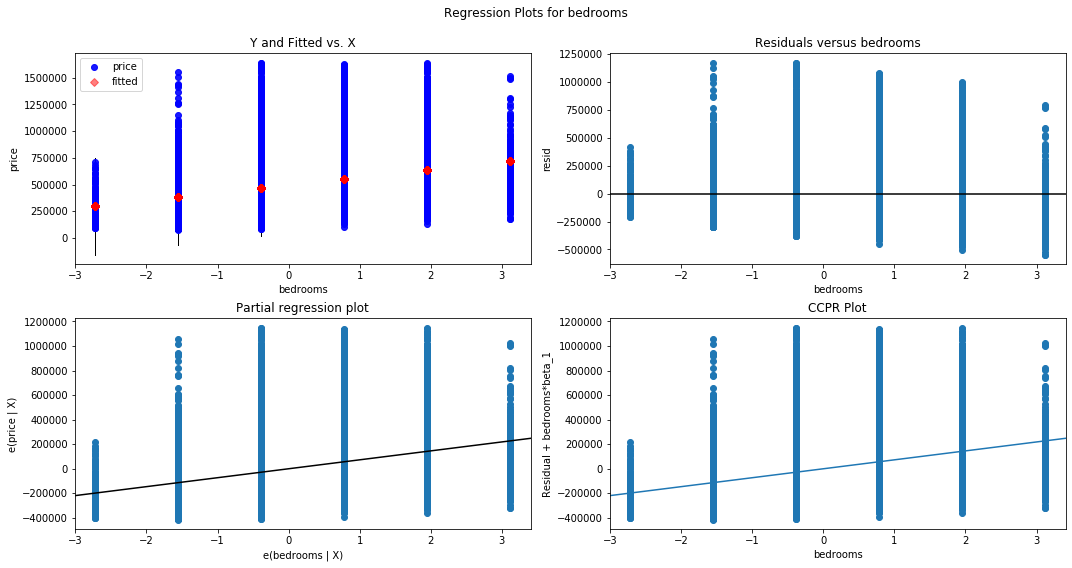 Regression Plots for bedrooms
Y and Fitted vs. X
price
fitted
1500000
1250000
1000000
750000
500000
250000
0
price
−3 −2 −1 0 1 2 3
bedrooms
Residuals versus bedrooms
1250000
1000000
750000
500000
250000
0
−250000
−500000
resid
−3 −2 −1 0 1 2 3
bedrooms
Partial regression plot
1200000
1000000
800000
600000
400000
200000
0
−200000
−400000
e(price | X)
−3 −2 −1 0 1 2 3
e(bedrooms | X)
CCPR Plot
1200000
1000000
800000
600000
400000
200000
0
−200000
−400000
Residual + bedrooms*beta_1
−3 −2 −1 0 1 2 3
bedrooms